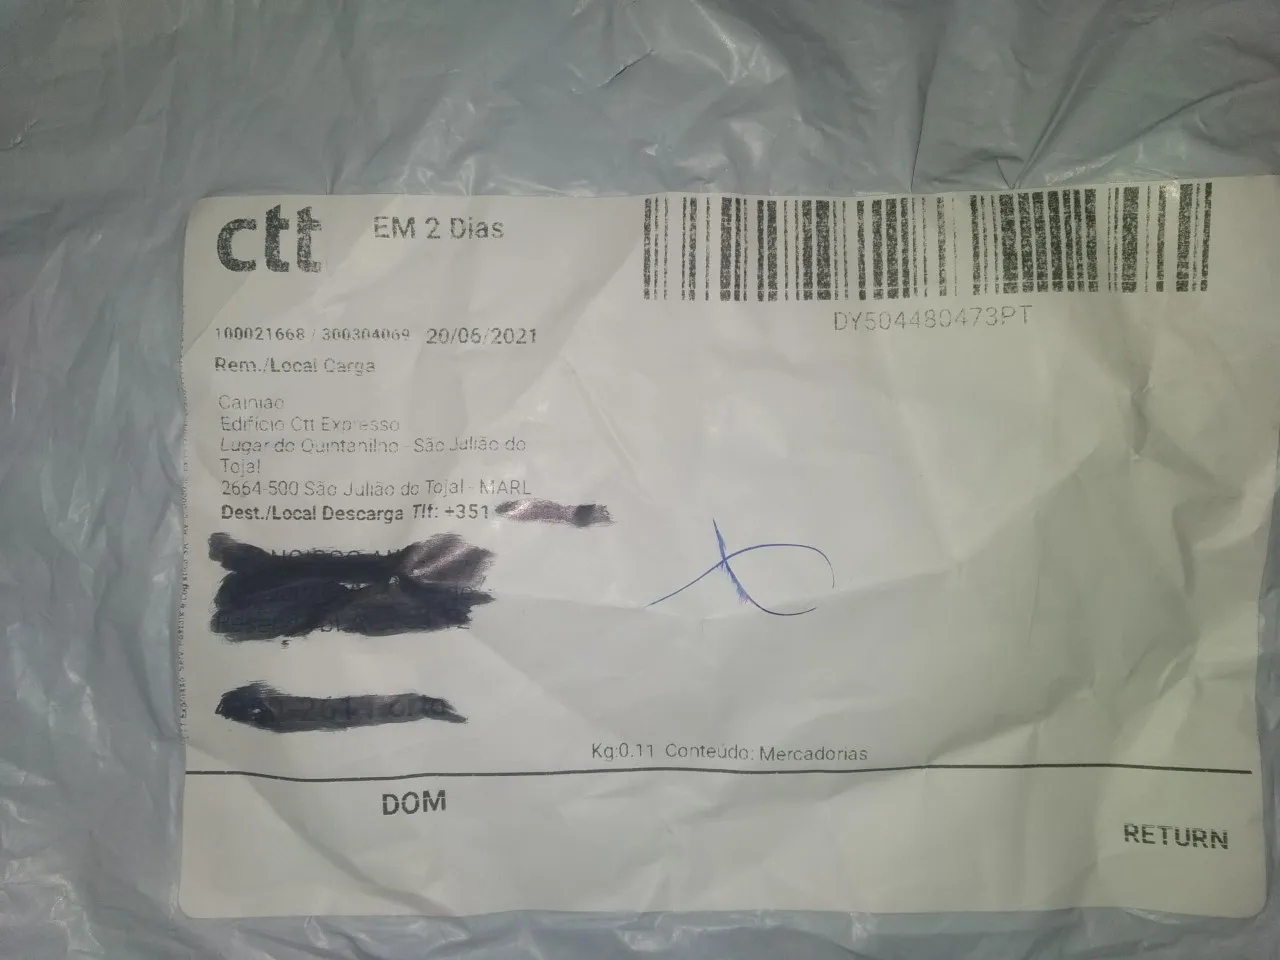 ctt EM 2 Dias
DY504480473PT
100021668 / 300304069 20/06/2021
Rem./Local Carga
Cainiao
Edifício Ctt Expresso
Lugar do Quintanilho - São Julião do
Tojal
2664-500 São Julião do Tojal - MARL
Dest./Local Descarga Tlf: +351
Kg:0.11 Conteúdo: Mercadorias
DOM
RETURN